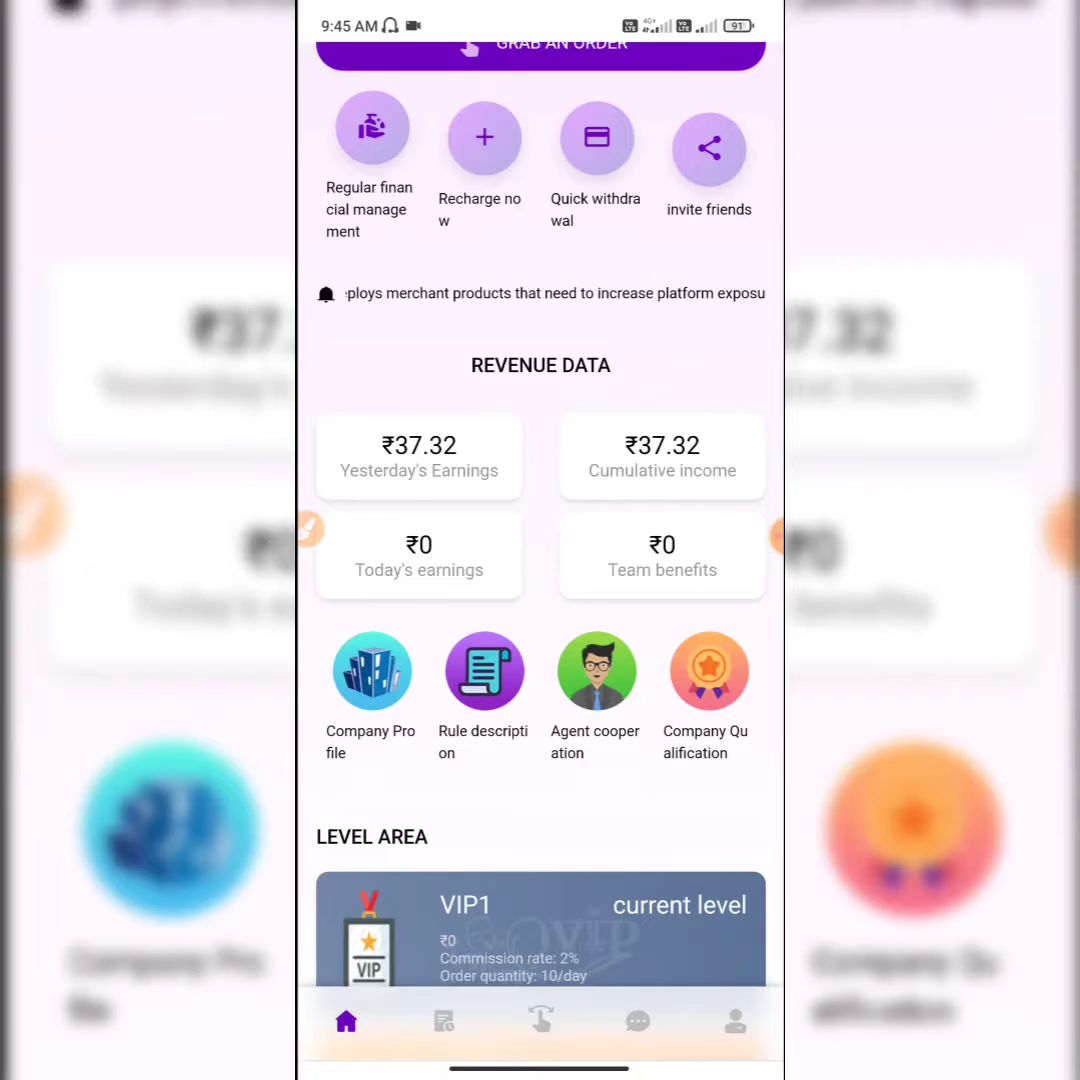 9:45 AM
4G+
91
GRAB AN ORDER
Regular finan
cial manage
ment
Recharge no
w
Quick withdra
wal
invite friends
ploys merchant products that need to increase platform exposu
REVENUE DATA
₹37.32
Yesterday's Earnings
₹37.32
Cumulative income
₹0
Today's earnings
₹0
Team benefits
Company Pro
file
Rule descripti
on
Agent cooper
ation
Company Qu
alification
LEVEL AREA
VIP1
current level
₹0
Commission rate: 2%
Order quantity: 10/day
VIP